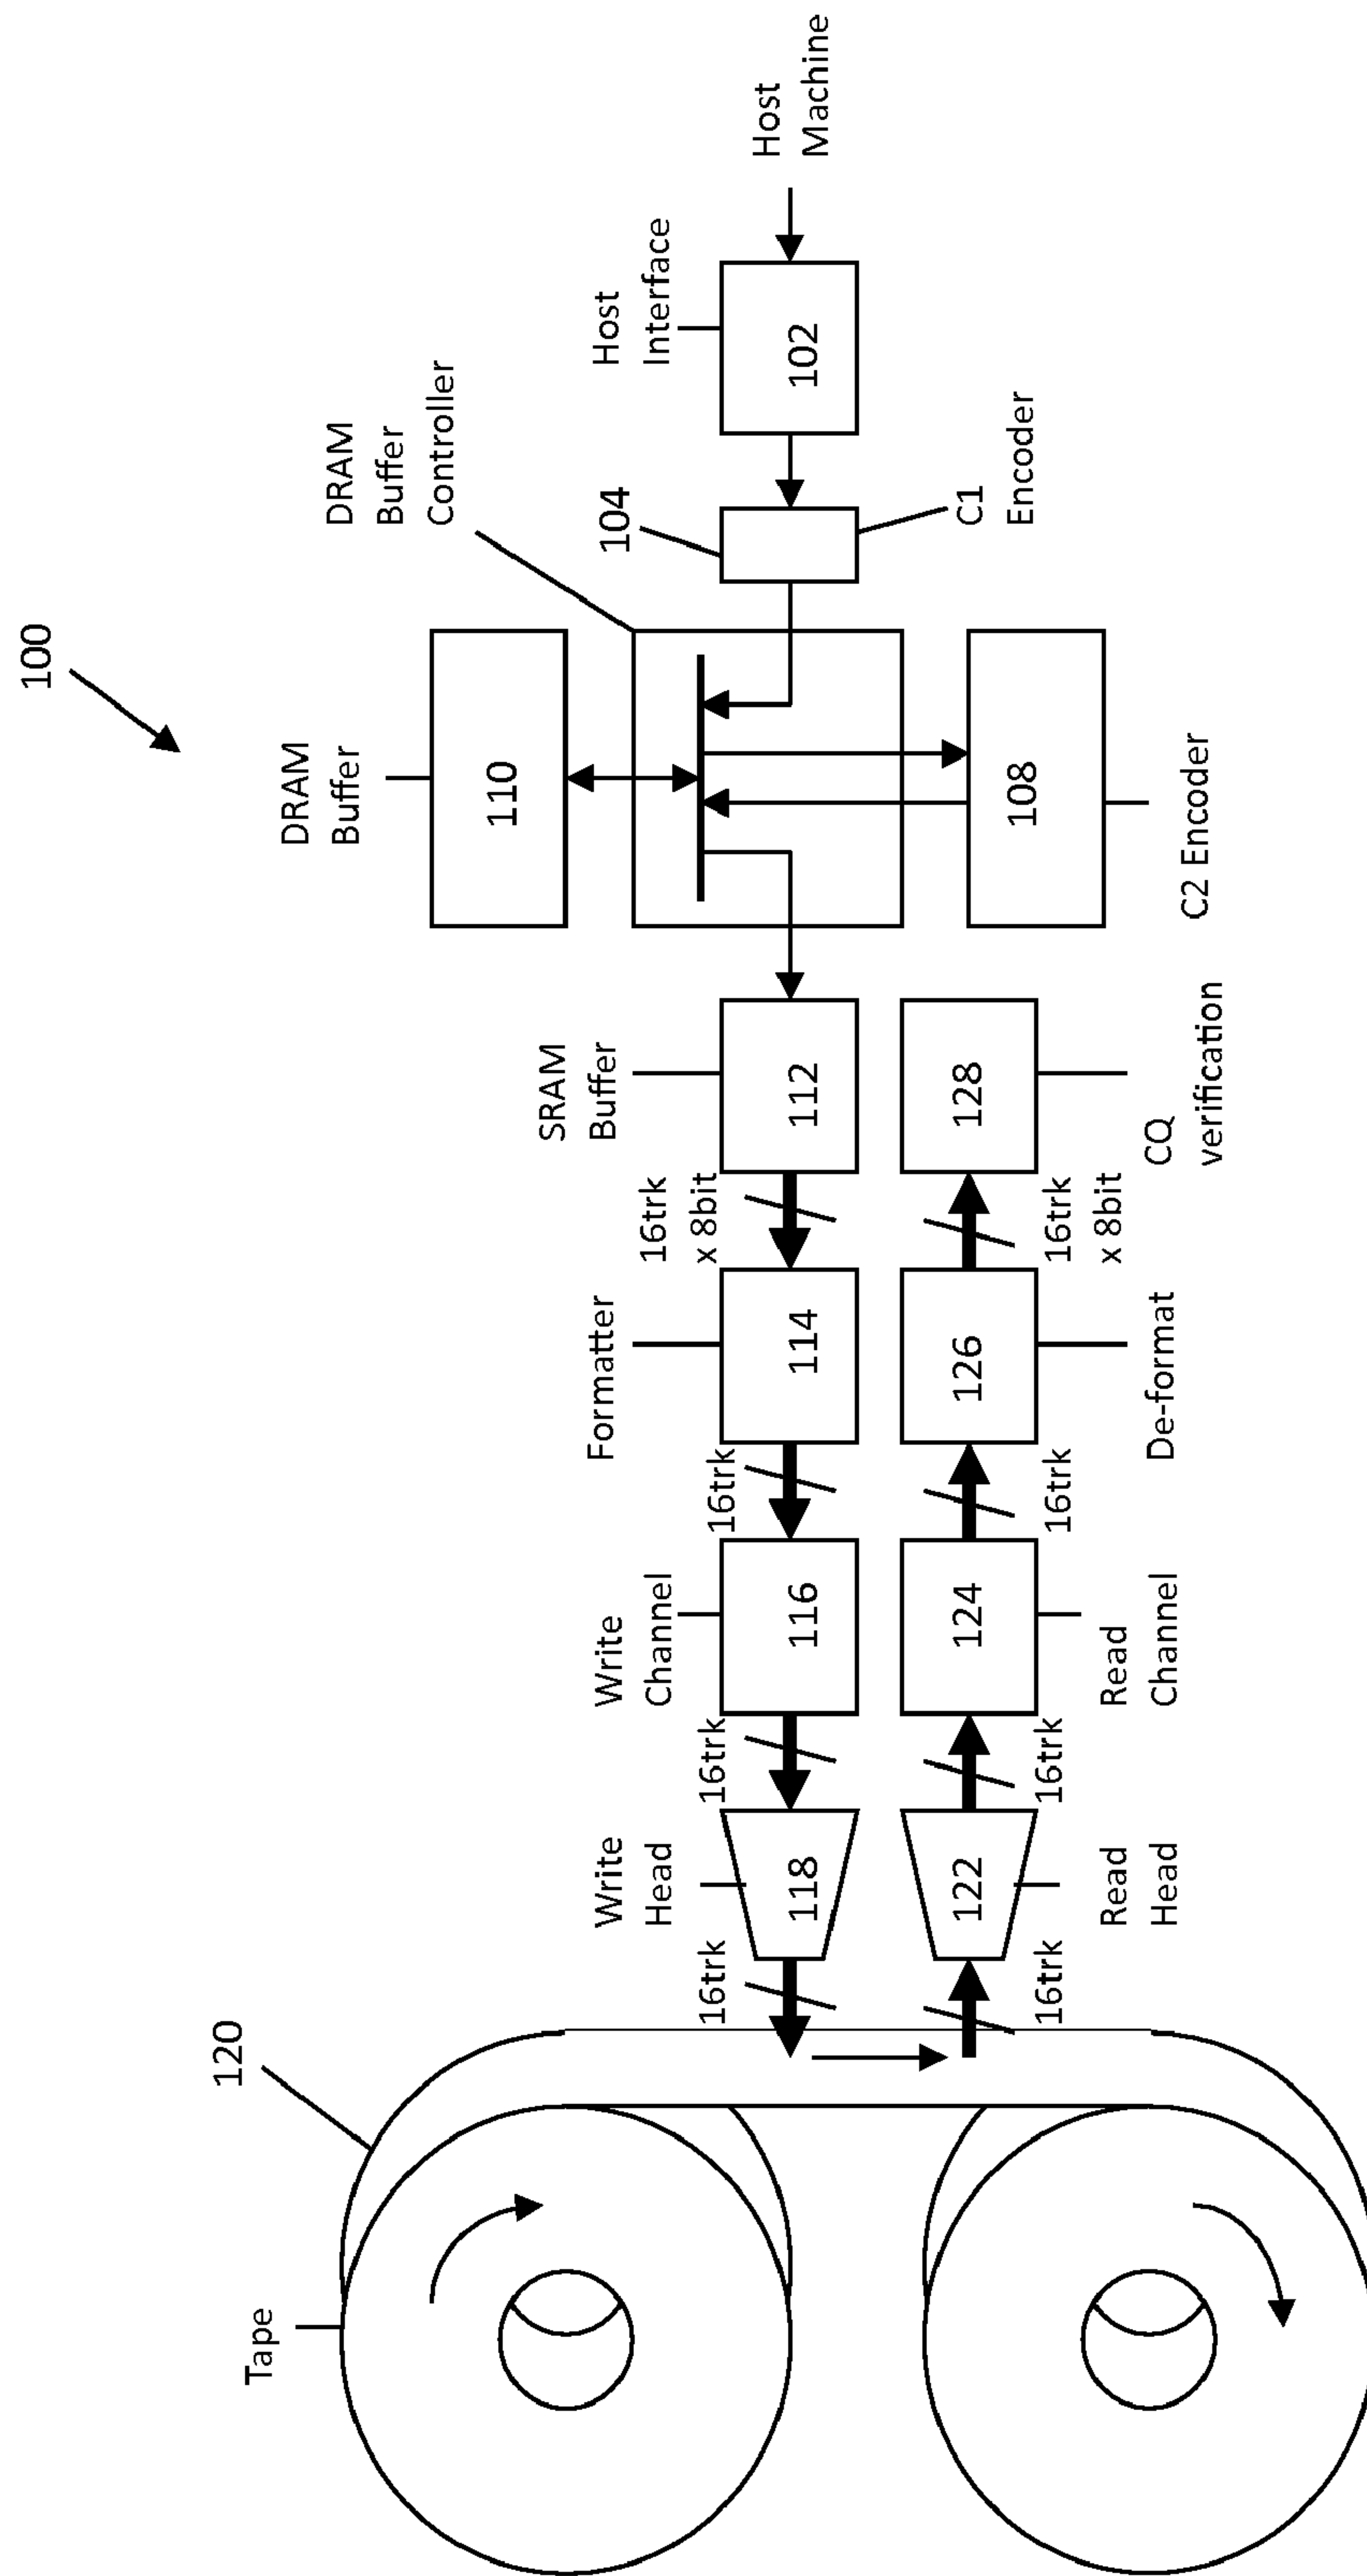 100
DRAM
Buffer
110
DRAM
Buffer
Controller
Host
Interface
102
Host
Machine
104
C1
Encoder
108
C2 Encoder
SRAM
Buffer
112
16trk
x 8bit
Formatter
114
16trk
Write
Channel
116
16trk
Write
Head
118
16trk
120
Tape
16trk
122
Read
Head
16trk
124
Read
Channel
16trk
126
De-format
16trk
x 8bit
128
CQ
verification